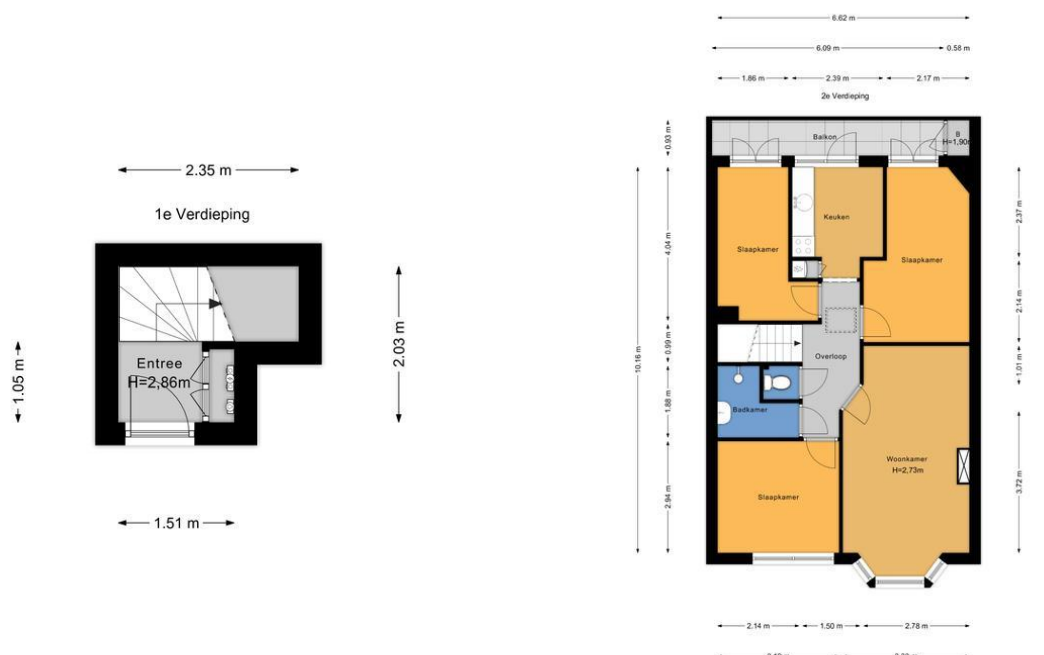 2.35 m
1e Verdieping
1.05 m
2.03 m
Entree
H=2,86m
1.51 m
6.62 m
6.09 m
0.58 m
1.86 m
2.39 m
2.17 m
2e Verdieping
0.93 m
Balkon
B
H=1,90
10.16 m
4.04 m
0.99 m
1.88 m
2.94 m
Keuken
Slaapkamer
Slaapkamer
Overloop
Badkamer
Woonkamer
H=2,73m
Slaapkamer
2.37 m
2.14 m
1.01 m
3.72 m
2.14 m
1.50 m
2.78 m